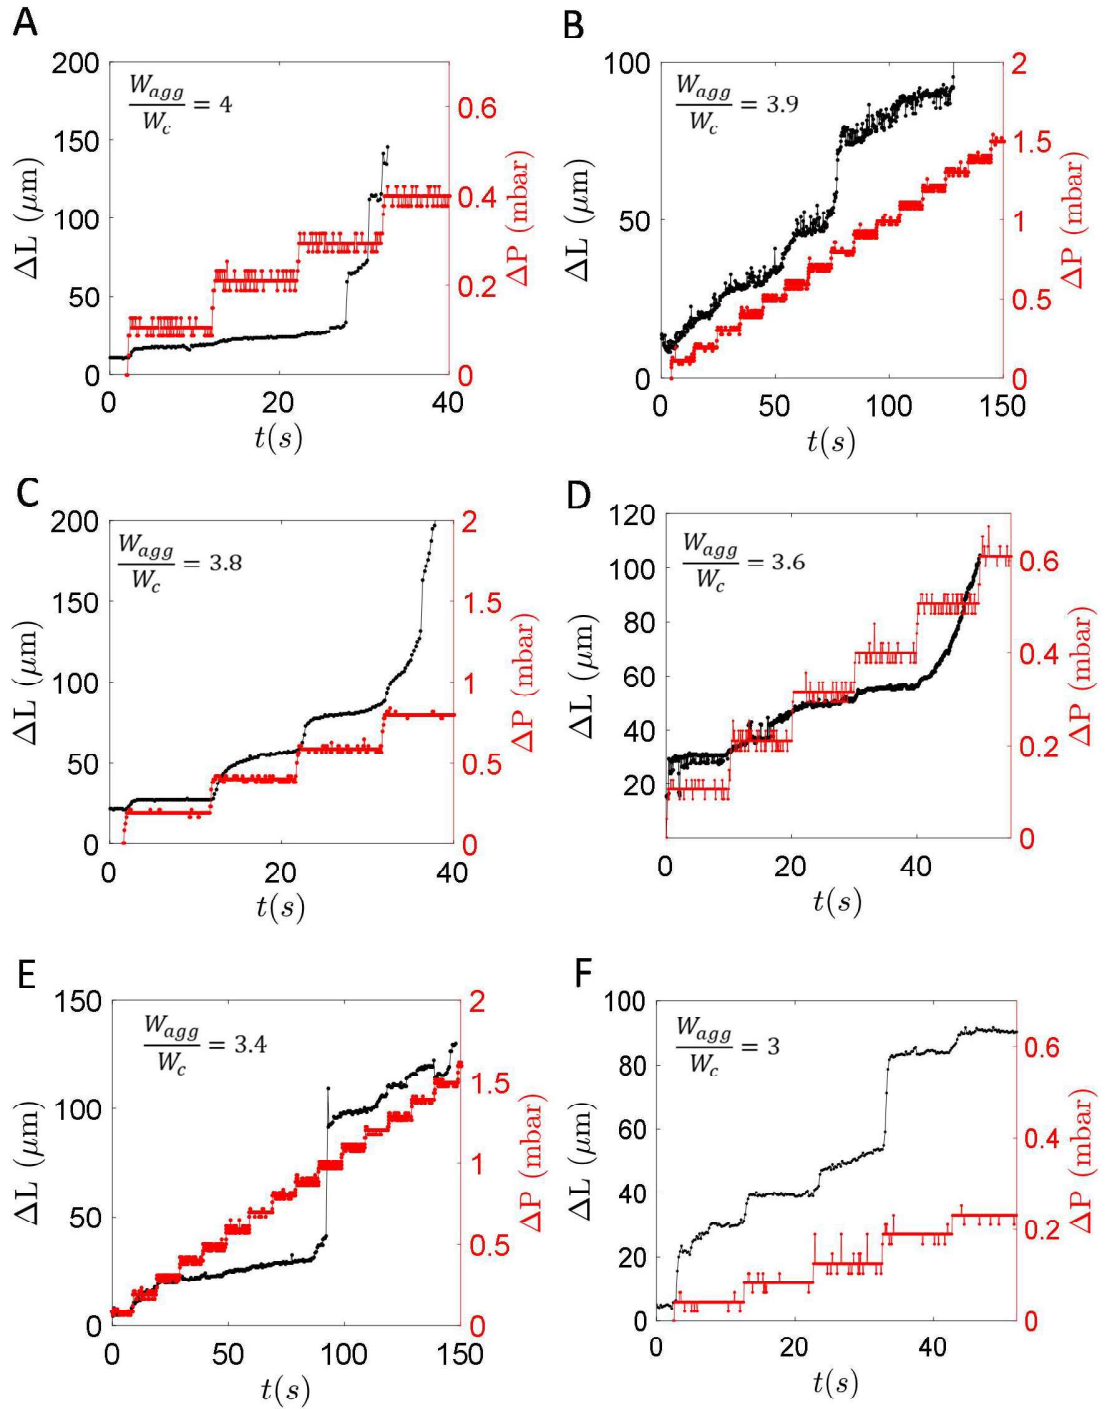 A
W_agg / W_c = 4
200
150
100
50
0
0.6
0.4
0.2
0
0 20 40
ΔL (μm)
ΔP (mbar)
t(s)
B
W_agg / W_c = 3.9
100
50
0
2
1.5
1
0.5
0
0 50 100 150
ΔL (μm)
ΔP (mbar)
t(s)
C
W_agg / W_c = 3.8
200
150
100
50
0
2
1.5
1
0.5
0
0 20 40
ΔL (μm)
ΔP (mbar)
t(s)
D
W_agg / W_c = 3.6
120
100
80
60
40
20
0.6
0.4
0.2
0
0 20 40
ΔL (μm)
ΔP (mbar)
t(s)
E
W_agg / W_c = 3.4
150
100
50
0
2
1.5
1
0.5
0
0 50 100 150
ΔL (μm)
ΔP (mbar)
t(s)
F
W_agg / W_c = 3
100
80
60
40
20
0
0.6
0.4
0.2
0
0 20 40
ΔL (μm)
ΔP (mbar)
t(s)